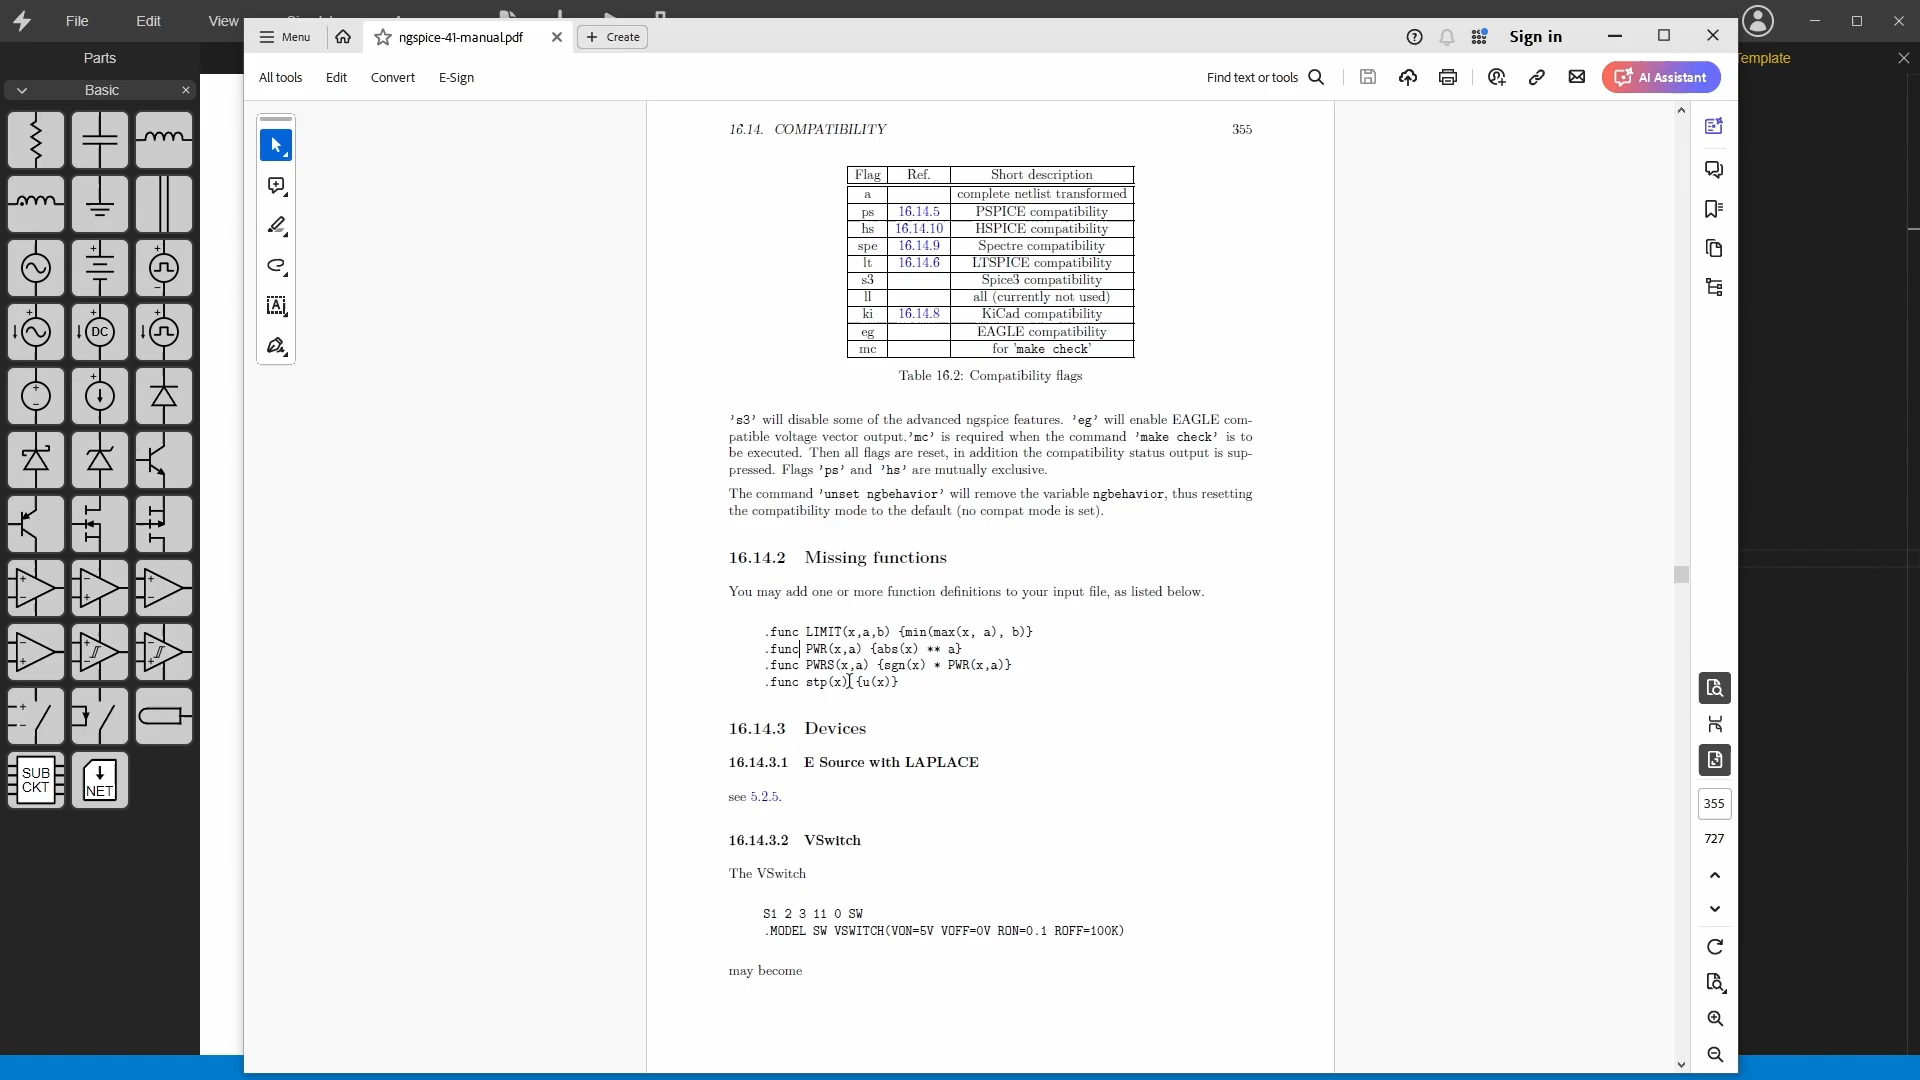 File Edit View
Parts
Basic
DC
SUB
CKT
NET
Menu
ngspice-41-manual.pdf
Create
Sign in
All tools Edit Convert E-Sign
Find text or tools
AI Assistant
Template
16.14. COMPATIBILITY 355
Flag Ref. Short description
a complete netlist transformed
ps 16.14.5 PSPICE compatibility
hs 16.14.10 HSPICE compatibility
spe 16.14.9 Spectre compatibility
lt 16.14.6 LTSPICE compatibility
s3 Spice3 compatibility
ll all (currently not used)
ki 16.14.8 KiCad compatibility
eg EAGLE compatibility
mc for 'make check'
Table 16.2: Compatibility flags
's3' will disable some of the advanced ngspice features. 'eg' will enable EAGLE com-
patible voltage vector output.'mc' is required when the command 'make check' is to
be executed. Then all flags are reset, in addition the compatibility status output is sup-
pressed. Flags 'ps' and 'hs' are mutually exclusive.
The command 'unset ngbehavior' will remove the variable ngbehavior, thus resetting
the compatibility mode to the default (no compat mode is set).
16.14.2 Missing functions
You may add one or more function definitions to your input file, as listed below.
.func LIMIT(x,a,b) {min(max(x, a), b)}
.func PWR(x,a) {abs(x) ** a}
.func PWRS(x,a) {sgn(x) * PWR(x,a)}
.func stp(x) {u(x)}
16.14.3 Devices
16.14.3.1 E Source with LAPLACE
see 5.2.5.
16.14.3.2 VSwitch
The VSwitch
S1 2 3 11 0 SW
.MODEL SW VSWITCH(VON=5V VOFF=0V RON=0.1 ROFF=100K)
may become
355
727